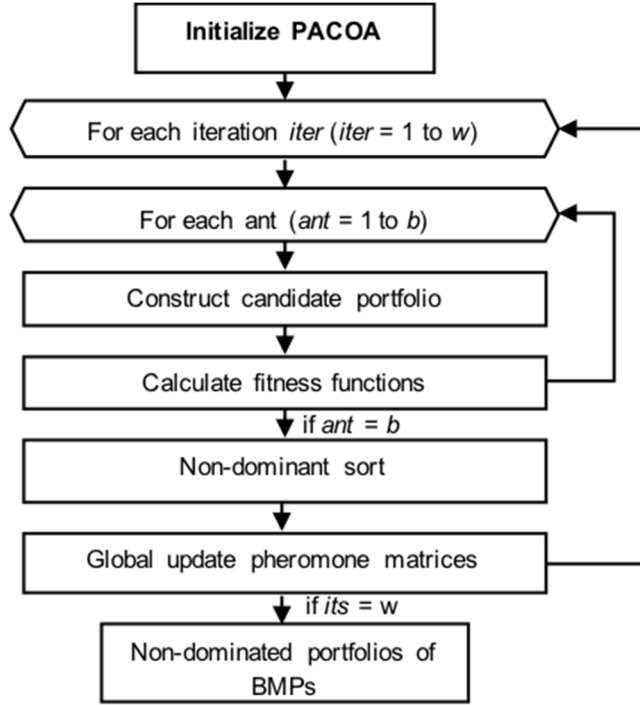 Initialize PACOA
For each iteration iter (iter = 1 to w)
For each ant (ant = 1 to b)
Construct candidate portfolio
Calculate fitness functions
if ant = b
Non-dominant sort
Global update pheromone matrices
if its = w
Non-dominated portfolios of
BMPs